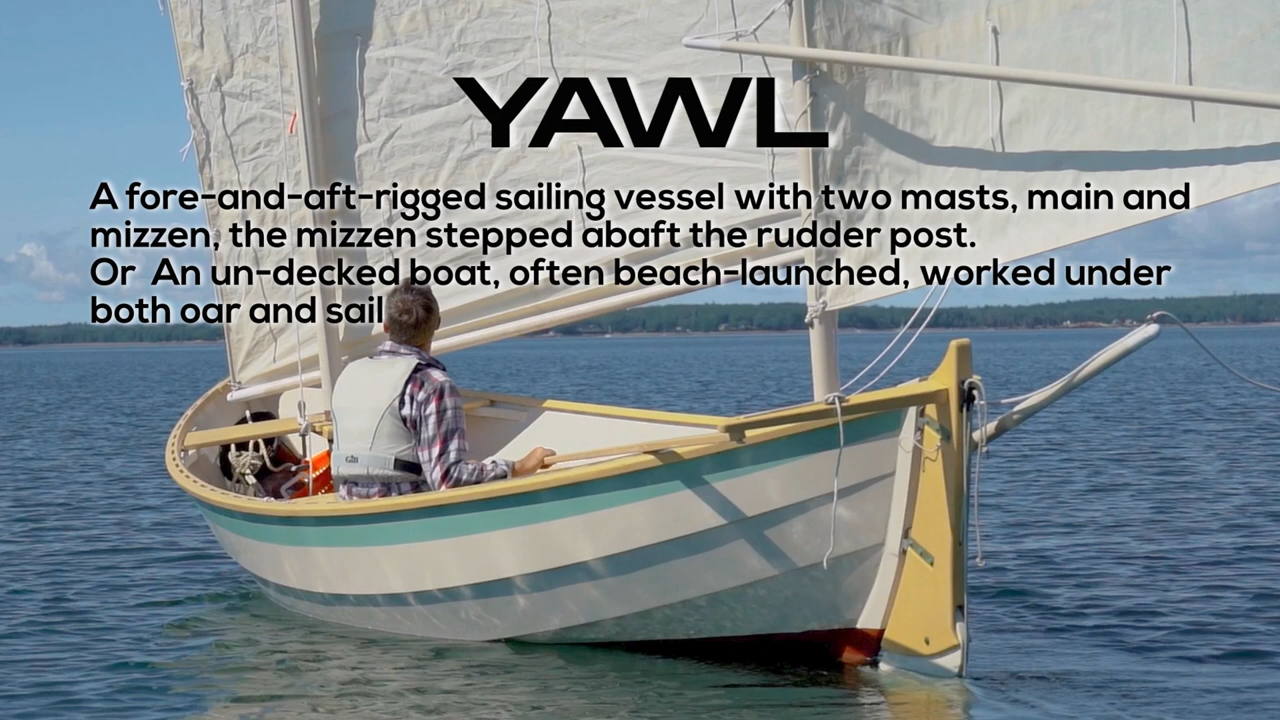 YAWL
A fore-and-aft-rigged sailing vessel with two masts, main and
mizzen, the mizzen stepped abaft the rudder post.
Or  An un-decked boat, often beach-launched, worked under
both oar and sail
Gill